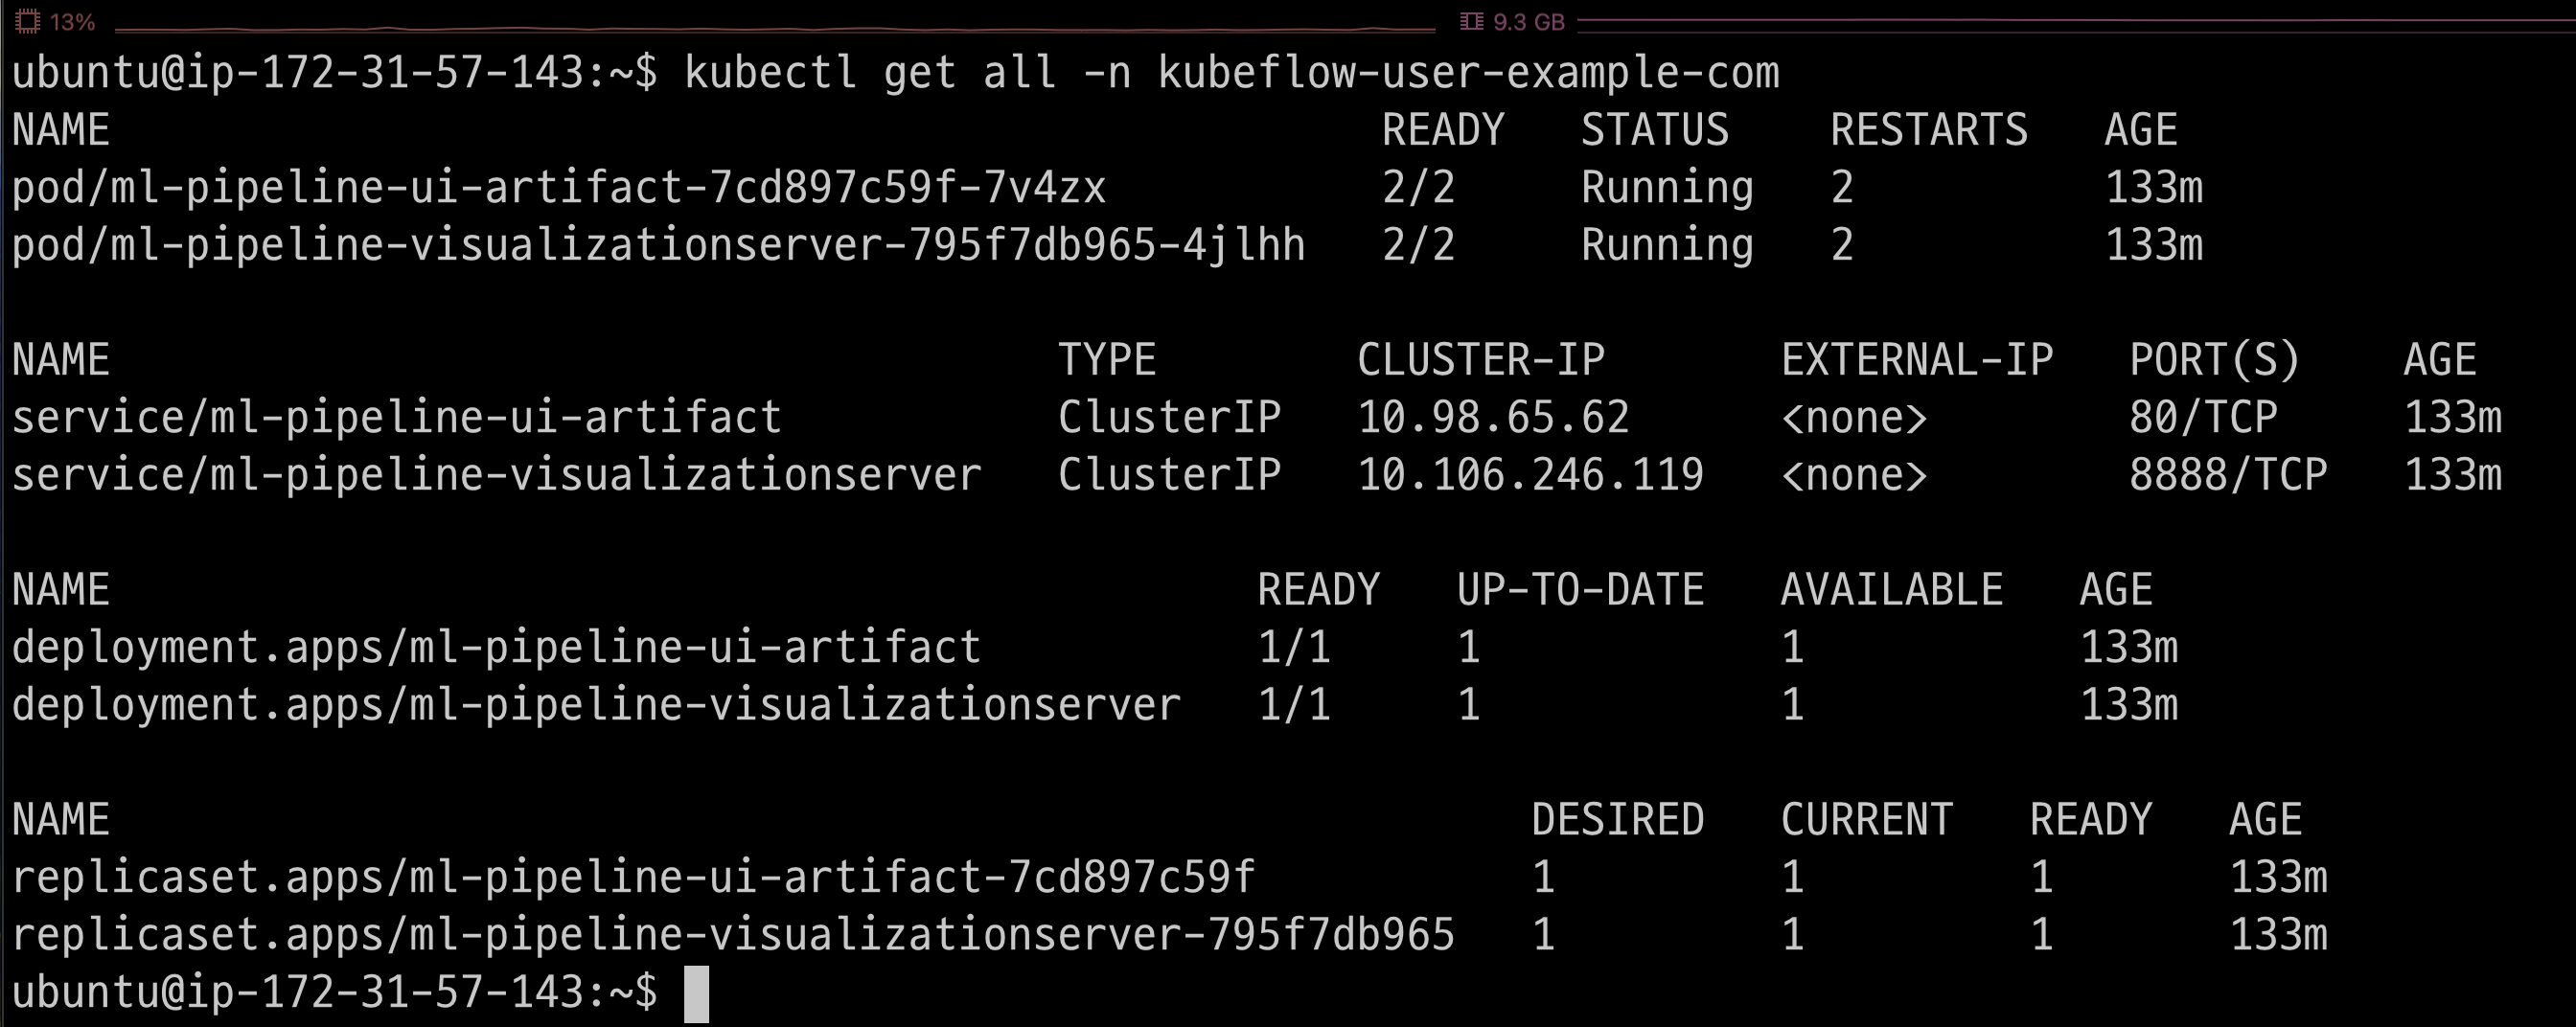 13% 9.3 GB
ubuntu@ip-172-31-57-143:~$ kubectl get all -n kubeflow-user-example-com
NAME READY STATUS RESTARTS AGE
pod/ml-pipeline-ui-artifact-7cd897c59f-7v4zx 2/2 Running 2 133m
pod/ml-pipeline-visualizationserver-795f7db965-4jlhh 2/2 Running 2 133m
NAME TYPE CLUSTER-IP EXTERNAL-IP PORT(S) AGE
service/ml-pipeline-ui-artifact ClusterIP 10.98.65.62 <none> 80/TCP 133m
service/ml-pipeline-visualizationserver ClusterIP 10.106.246.119 <none> 8888/TCP 133m
NAME READY UP-TO-DATE AVAILABLE AGE
deployment.apps/ml-pipeline-ui-artifact 1/1 1 1 133m
deployment.apps/ml-pipeline-visualizationserver 1/1 1 1 133m
NAME DESIRED CURRENT READY AGE
replicaset.apps/ml-pipeline-ui-artifact-7cd897c59f 1 1 1 133m
replicaset.apps/ml-pipeline-visualizationserver-795f7db965 1 1 1 133m
ubuntu@ip-172-31-57-143:~$